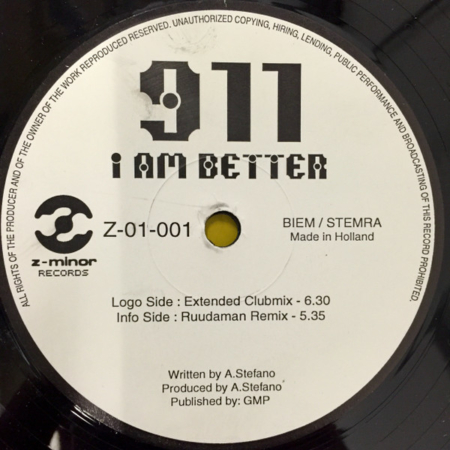 ALL RIGHTS OF THE PRODUCER AND OF THE OWNER OF THE WORK REPRODUCED RESERVED. UNAUTHORIZED COPYING, HIRING, LENDING, PUBLIC PERFORMANCE AND BROADCASTING OF THIS RECORD PROHIBITED.
911
I AM BETTER
Z-01-001
BIEM / STEMRA
Made in Holland
z-minor
RECORDS
Logo Side : Extended Clubmix - 6.30
Info Side : Ruudaman Remix - 5.35
Written by A.Stefano
Produced by A.Stefano
Published by: GMP